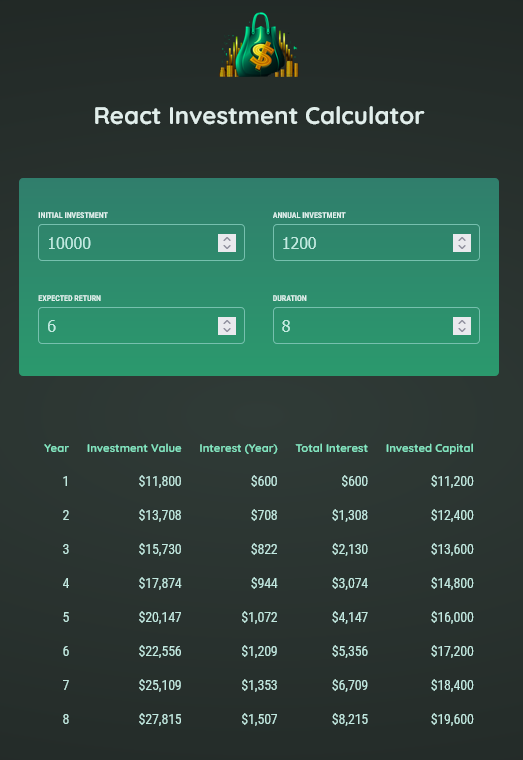 $
React Investment Calculator
INITIAL INVESTMENT ANNUAL INVESTMENT
10000 1200
EXPECTED RETURN DURATION
6 8
Year Investment Value Interest (Year) Total Interest Invested Capital
1 $11,800 $600 $600 $11,200
2 $13,708 $708 $1,308 $12,400
3 $15,730 $822 $2,130 $13,600
4 $17,874 $944 $3,074 $14,800
5 $20,147 $1,072 $4,147 $16,000
6 $22,556 $1,209 $5,356 $17,200
7 $25,109 $1,353 $6,709 $18,400
8 $27,815 $1,507 $8,215 $19,600